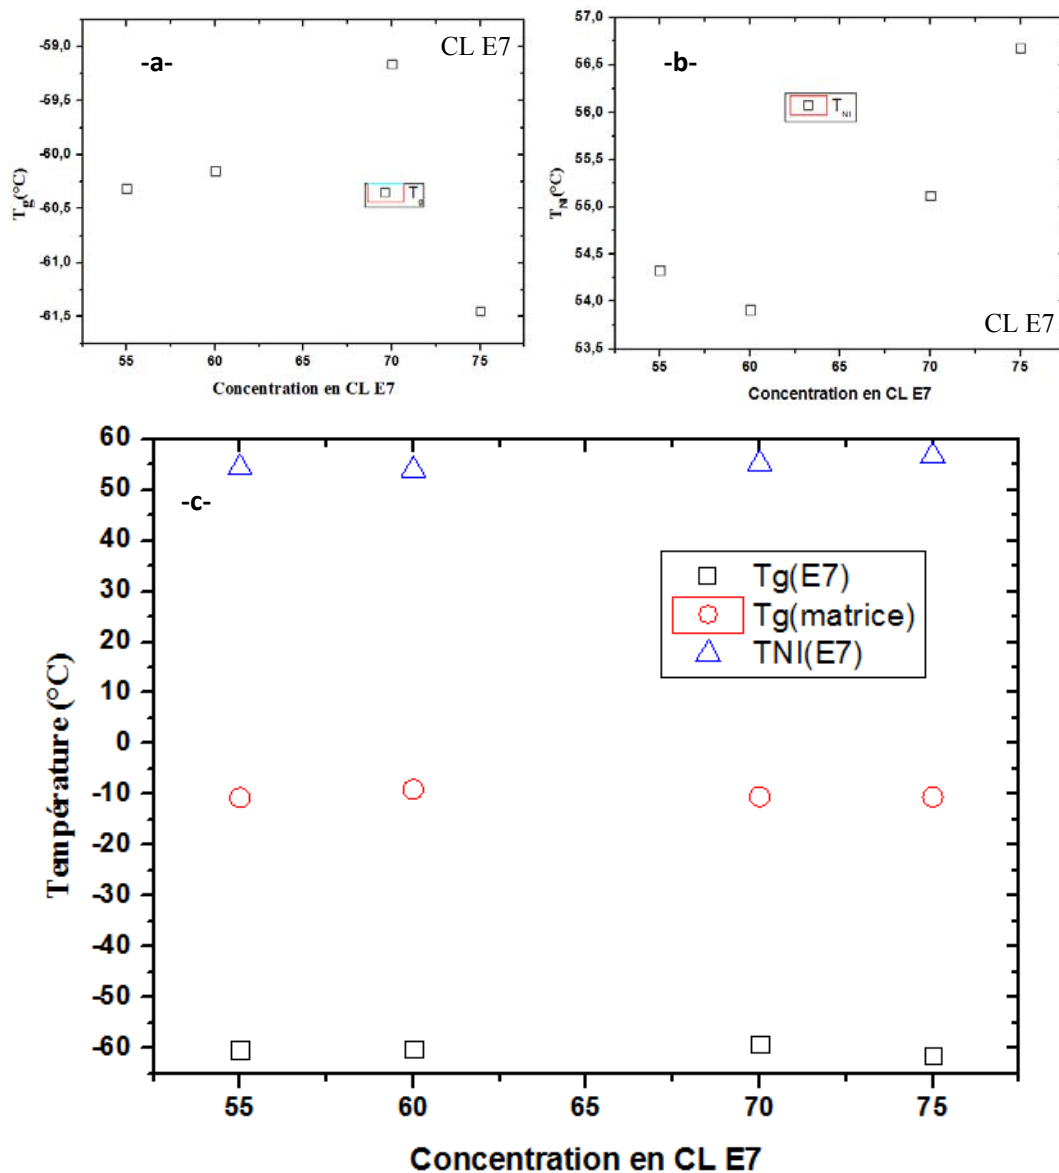 -a-
CL E7
-59,0
-59,5
-60,0
-60,5
-61,0
-61,5
Tg(°C)
Tg
55 60 65 70 75
Concentration en CL E7
-b-
57,0
56,5
56,0
55,5
55,0
54,5
54,0
53,5
TNI(°C)
TNI
CL E7
55 60 65 70 75
Concentration en CL E7
-c-
60
50
40
30
20
10
0
-10
-20
-30
-40
-50
-60
Température (°C)
Tg(E7)
Tg(matrice)
TNI(E7)
55 60 65 70 75
Concentration en CL E7